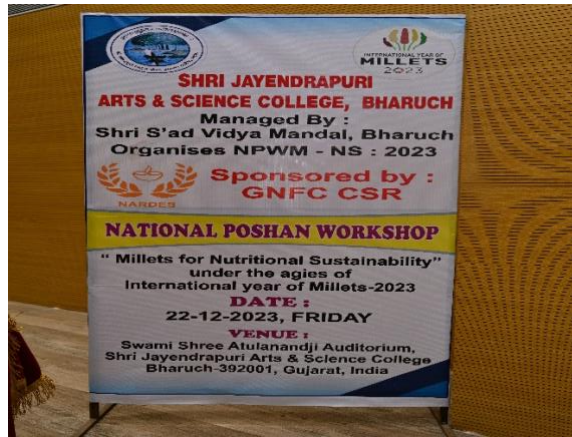 INTERNATIONAL YEAR OF
MILLETS
2023
SHRI JAYENDRAPURI
ARTS & SCIENCE COLLEGE, BHARUCH
Managed By :
Shri S'ad Vidya Mandal, Bharuch
Organises NPWM - NS : 2023
NARDES
Sponsored by :
GNFC CSR
NATIONAL POSHAN WORKSHOP
" Millets for Nutritional Sustainability"
under the agies of
International year of Millets-2023
DATE :
22-12-2023, FRIDAY
VENUE :
Swami Shree Atulanandji Auditorium,
Shri Jayendrapuri Arts & Science College
Bharuch-392001, Gujarat, India